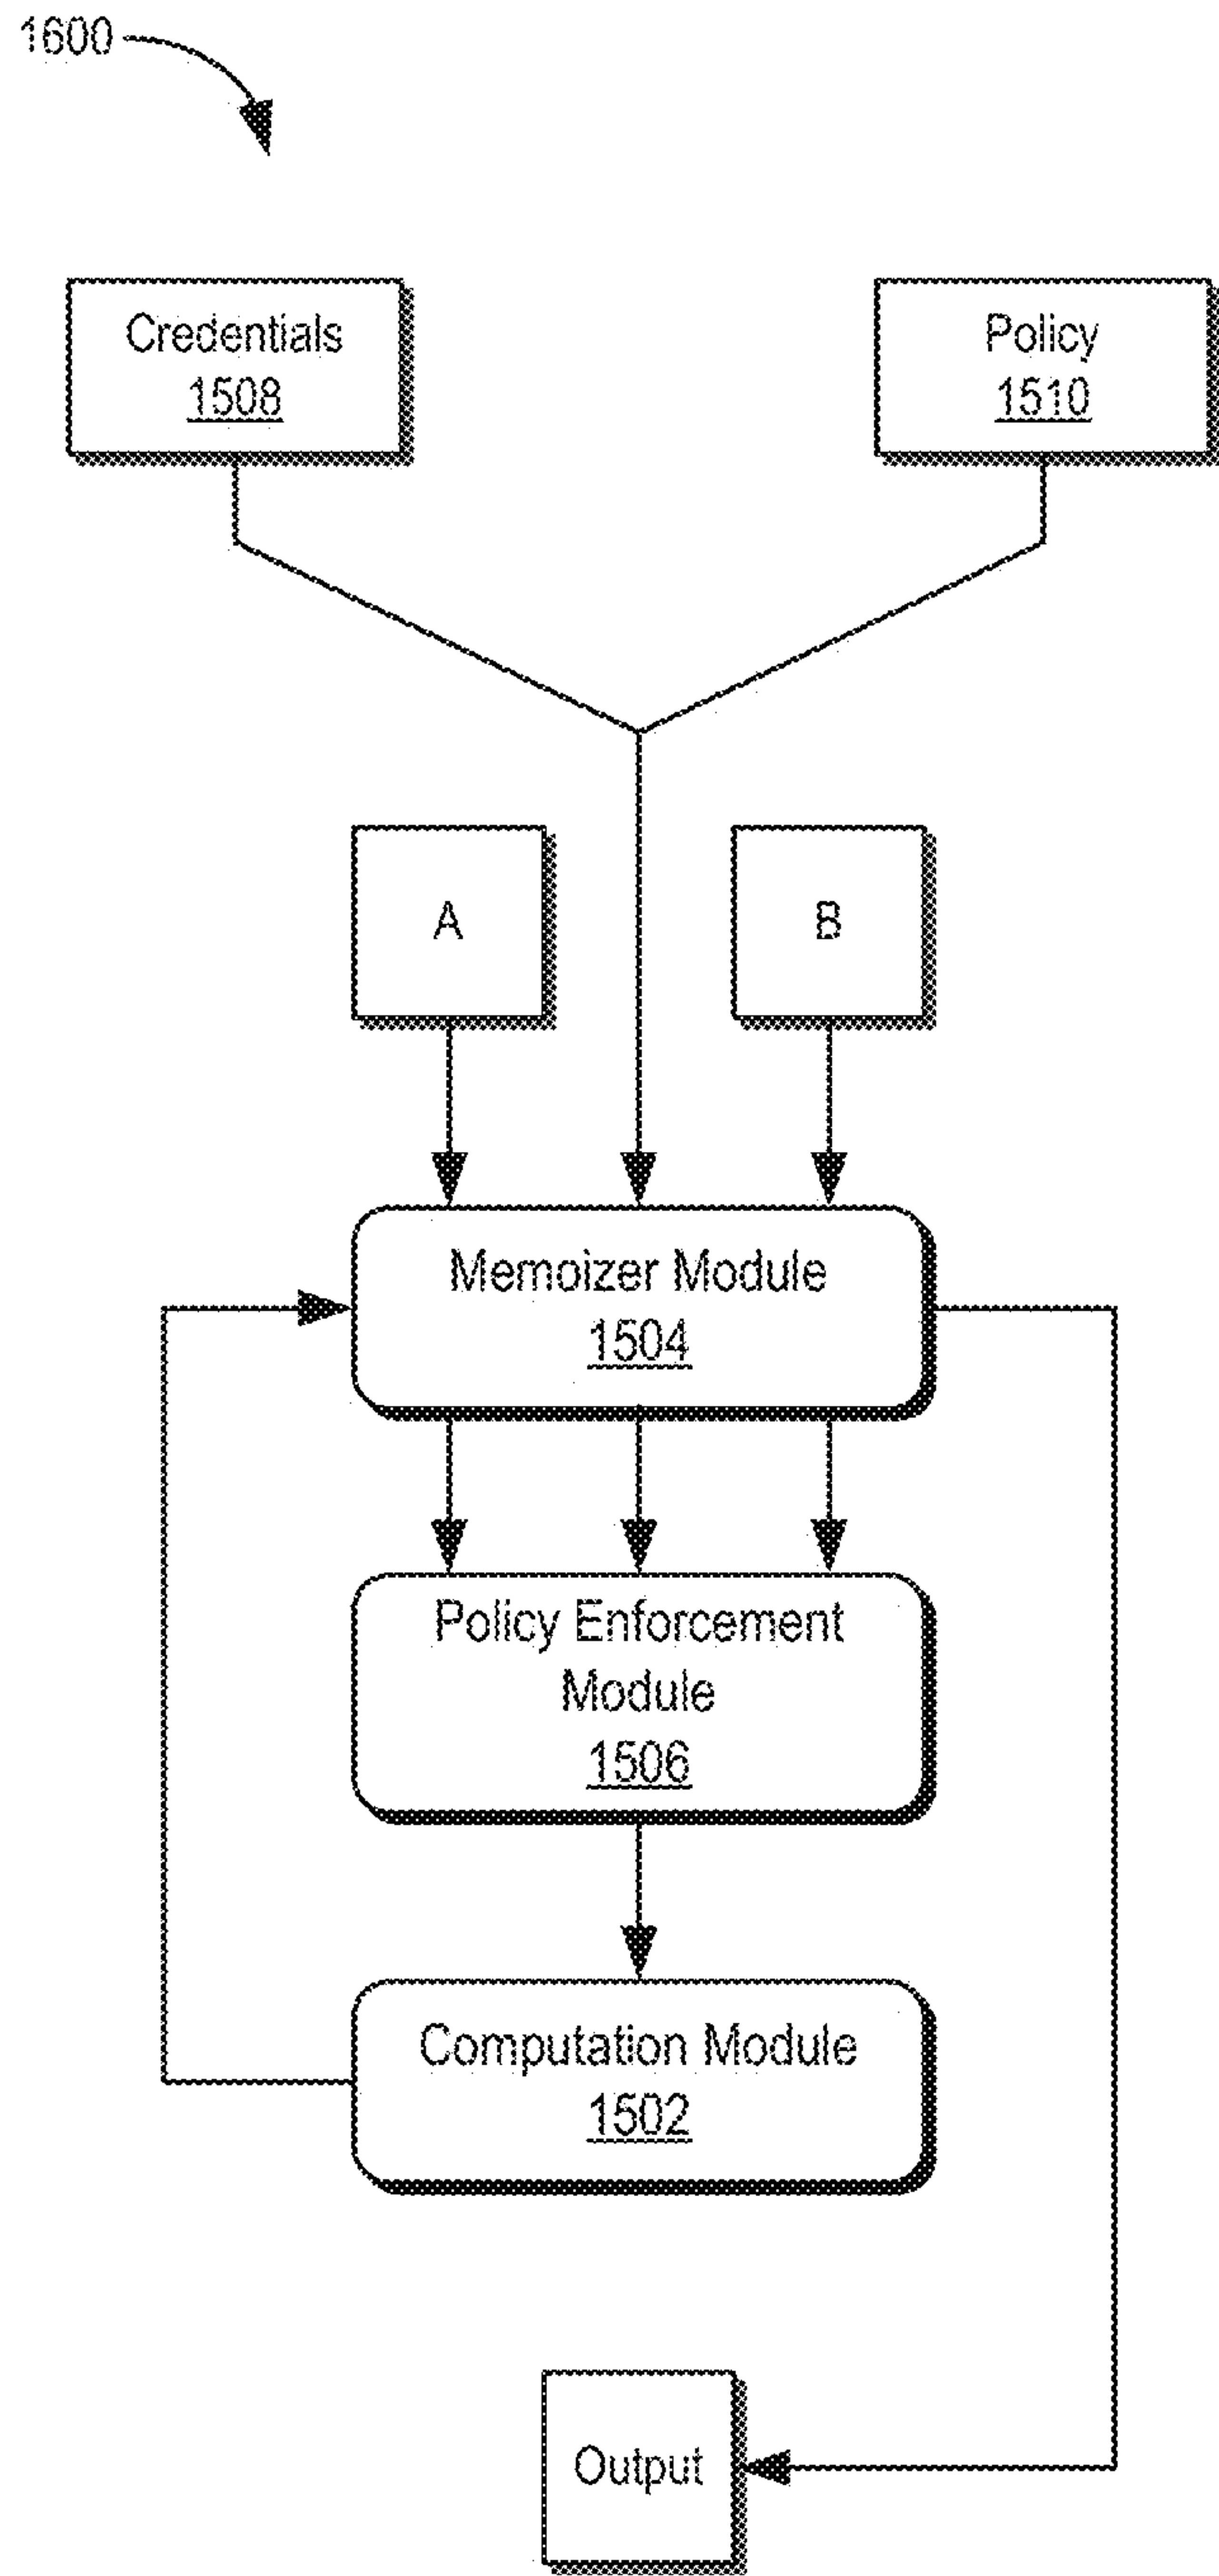 1600
Credentials
1508
Policy
1510
A
B
Memoizer Module
1504
Policy Enforcement
Module
1506
Computation Module
1502
Output